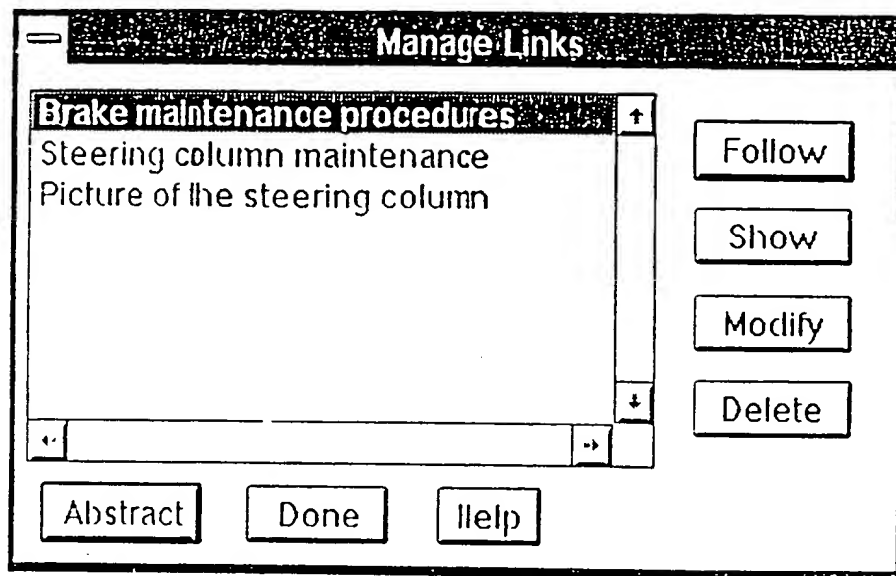 Manage Links
Brake maintenance procedures
Steering column maintenance
Picture of the steering column
Follow
Show
Modify
Delete
Abstract
Done
Help